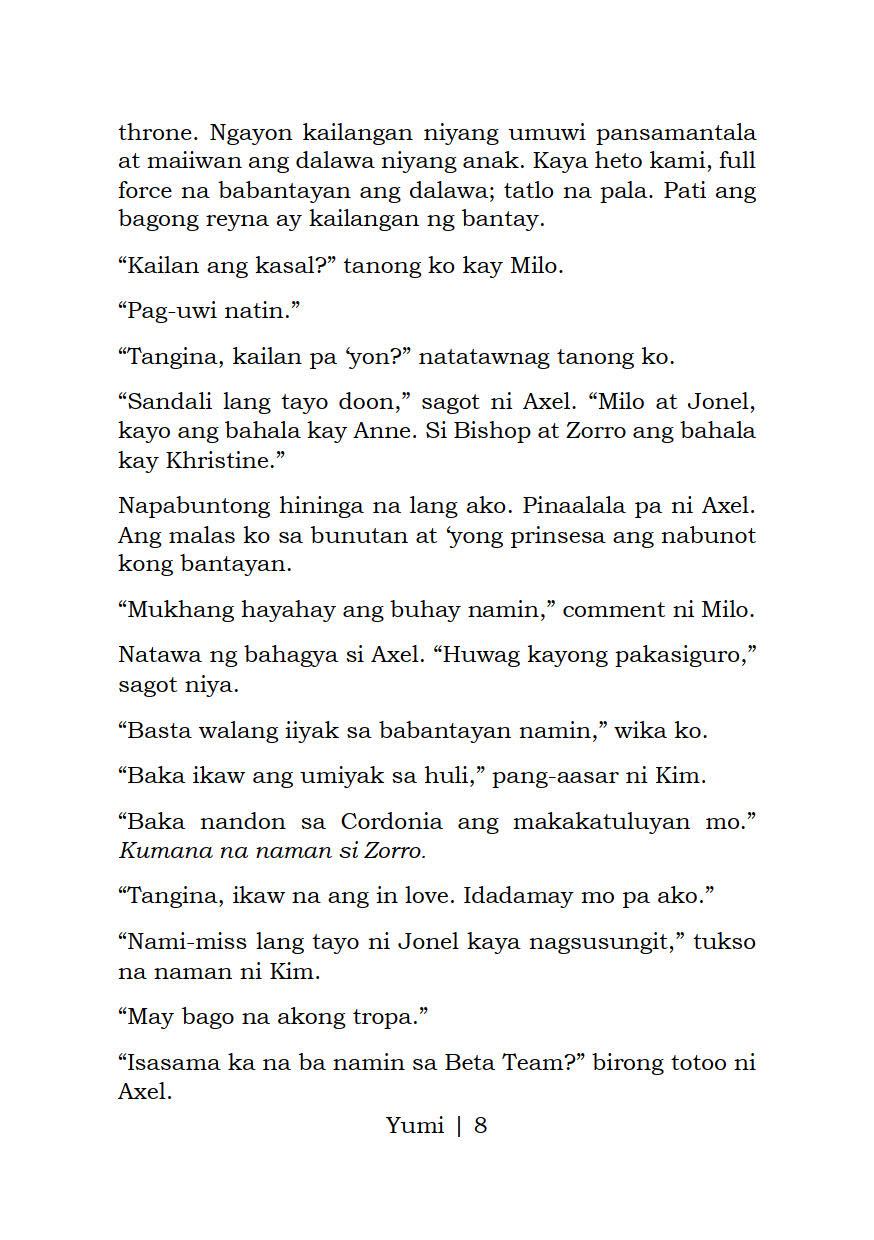 throne. Ngayon kailangan niyang umuwi pansamantala
at maiiwan ang dalawa niyang anak. Kaya heto kami, full
force na babantayan ang dalawa; tatlo na pala. Pati ang
bagong reyna ay kailangan ng bantay.
“Kailan ang kasal?” tanong ko kay Milo.
“Pag-uwi natin.”
“Tangina, kailan pa ‘yon?” natatawnag tanong ko.
“Sandali lang tayo doon,” sagot ni Axel. “Milo at Jonel,
kayo ang bahala kay Anne. Si Bishop at Zorro ang bahala
kay Khristine.”
Napabuntong hininga na lang ako. Pinaalala pa ni Axel.
Ang malas ko sa bunutan at ‘yong prinsesa ang nabunot
kong bantayan.
“Mukhang hayahay ang buhay namin,” comment ni Milo.
Natawa ng bahagya si Axel. “Huwag kayong pakasiguro,”
sagot niya.
“Basta walang iiyak sa babantayan namin,” wika ko.
“Baka ikaw ang umiyak sa huli,” pang-aasar ni Kim.
“Baka nandon sa Cordonia ang makakatuluyan mo.”
Kumana na naman si Zorro.
“Tangina, ikaw na ang in love. Idadamay mo pa ako.”
“Nami-miss lang tayo ni Jonel kaya nagsusungit,” tukso
na naman ni Kim.
“May bago na akong tropa.”
“Isasama ka na ba namin sa Beta Team?” birong totoo ni
Axel.
Yumi | 8